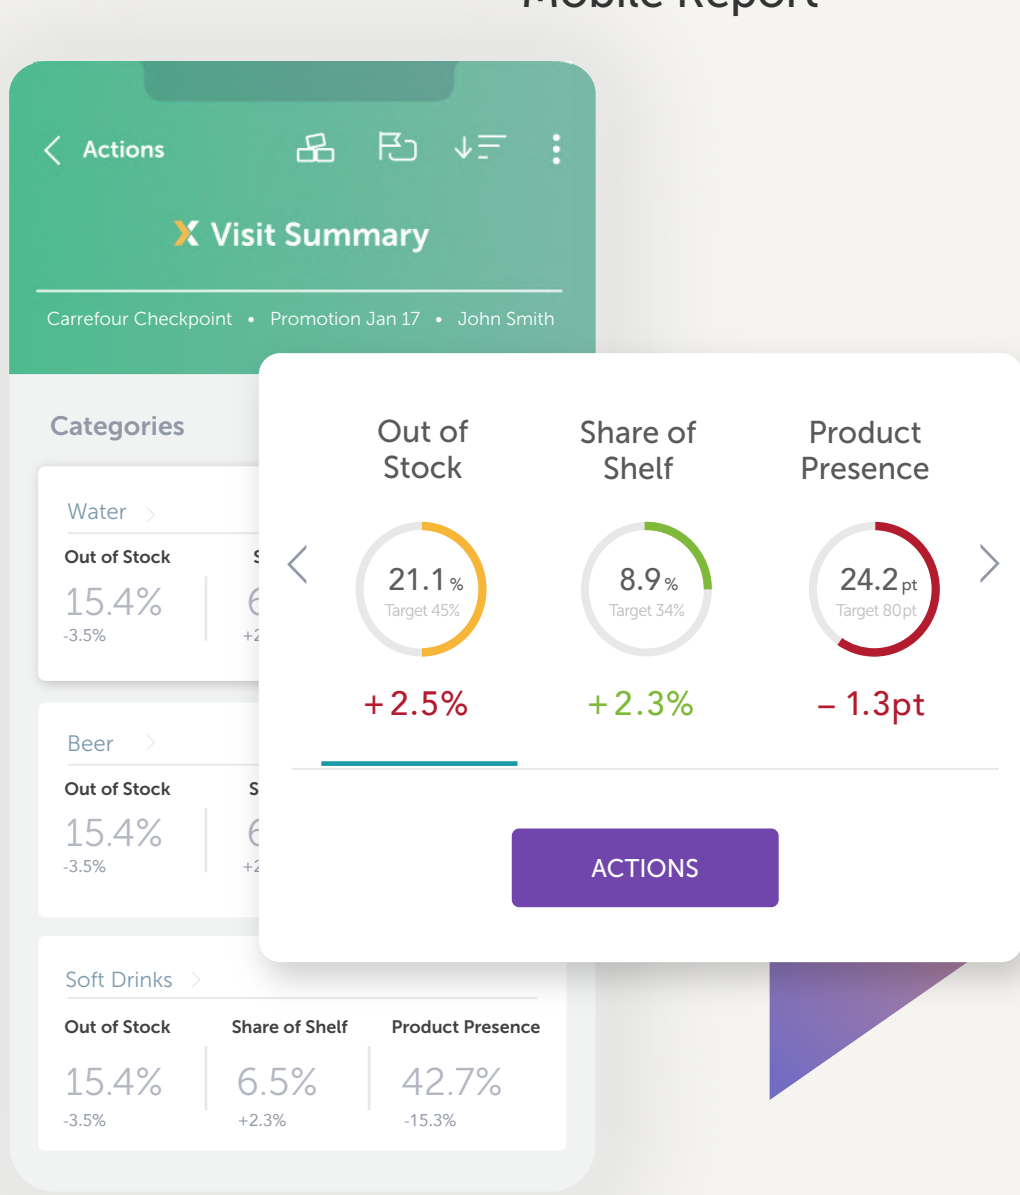 Mobile Report
Actions
Visit Summary
Carrefour Checkpoint • Promotion Jan 17 • John Smith
Categories
Water
Out of Stock
15.4%
-3.5%
Beer
Out of Stock
15.4%
-3.5%
Soft Drinks
Out of Stock Share of Shelf Product Presence
15.4% 6.5% 42.7%
-3.5% +2.3% -15.3%
Out of Share of Product
Stock Shelf Presence
21.1% 8.9% 24.2pt
Target 45% Target 34% Target 80pt
+2.5% +2.3% – 1.3pt
ACTIONS